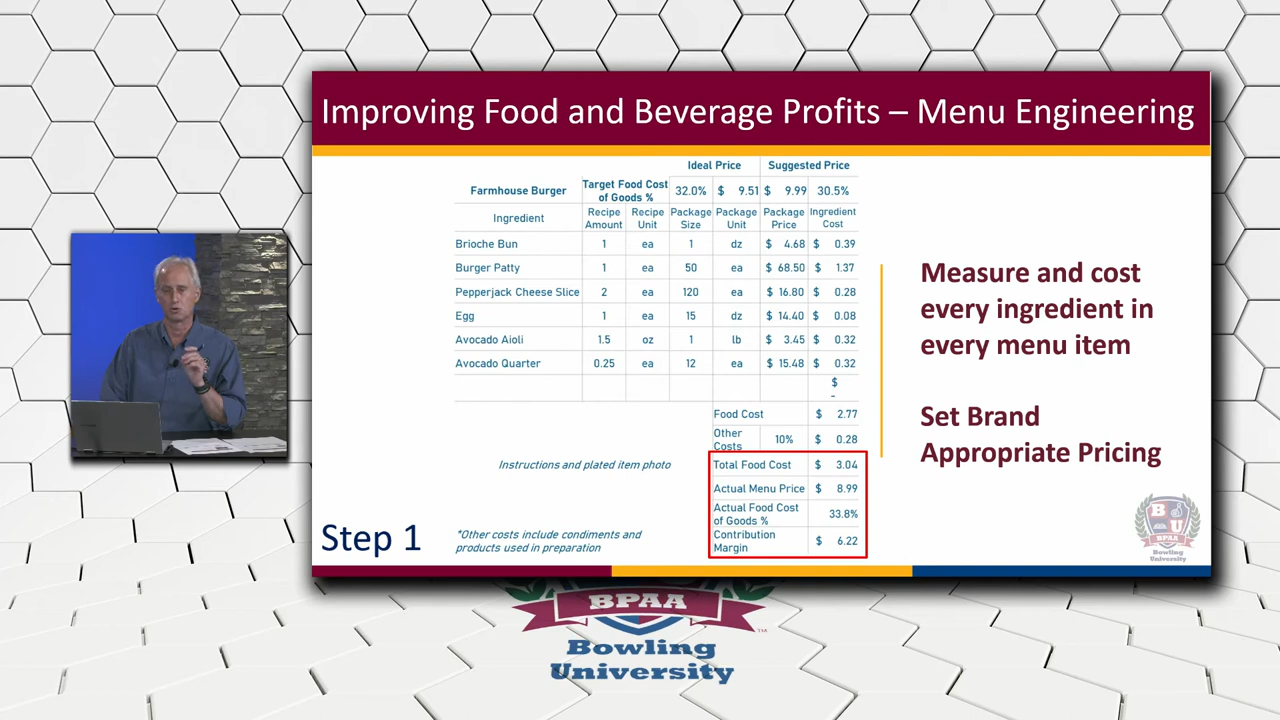 Improving Food and Beverage Profits – Menu Engineering
Ideal Price Suggested Price
Farmhouse Burger Target Food Cost of Goods % 32.0% $ 9.51 $ 9.99 30.5%
Ingredient Recipe Amount Recipe Unit Package Size Package Unit Package Price Ingredient Cost
Brioche Bun 1 ea 1 dz $ 4.68 $ 0.39
Burger Patty 1 ea 50 ea $ 68.50 $ 1.37
Pepperjack Cheese Slice 2 ea 120 ea $ 16.80 $ 0.28
Egg 1 ea 15 dz $ 14.40 $ 0.08
Avocado Aioli 1.5 oz 1 lb $ 3.45 $ 0.32
Avocado Quarter 0.25 ea 12 ea $ 15.48 $ 0.32
$ -
Food Cost $ 2.77
Other Costs 10% $ 0.28
Instructions and plated item photo
Total Food Cost $ 3.04
Actual Menu Price $ 8.99
Actual Food Cost of Goods % 33.8%
Contribution Margin $ 6.22
*Other costs include condiments and
products used in preparation
Step 1
Measure and cost
every ingredient in
every menu item
Set Brand
Appropriate Pricing
B U
BPAA
Bowling
University
BPAA
TM
Bowling
University